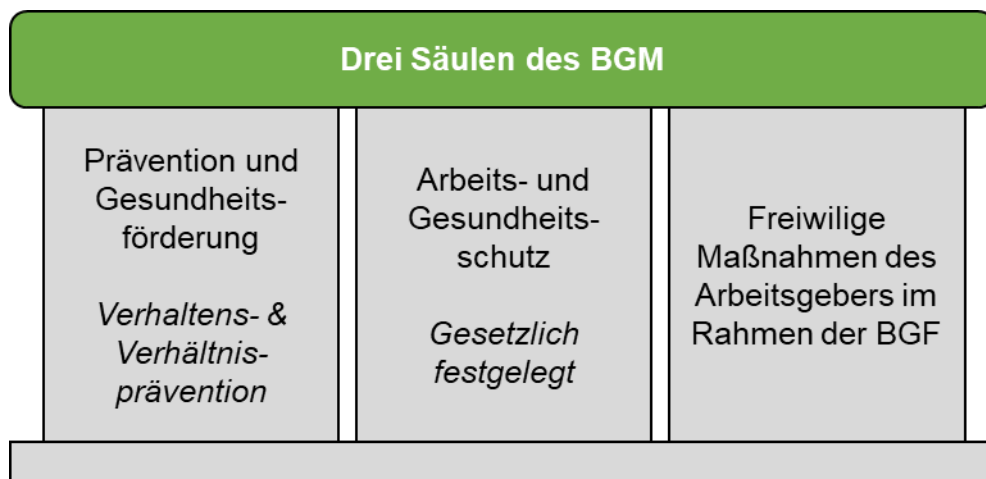 Drei Säulen des BGM
Prävention und
Gesundheits-
förderung
Verhaltens- &
Verhältnis-
prävention
Arbeits- und
Gesundheits-
schutz
Gesetzlich
festgelegt
Freiwilige
Maßnahmen des
Arbeitsgebers im
Rahmen der BGF